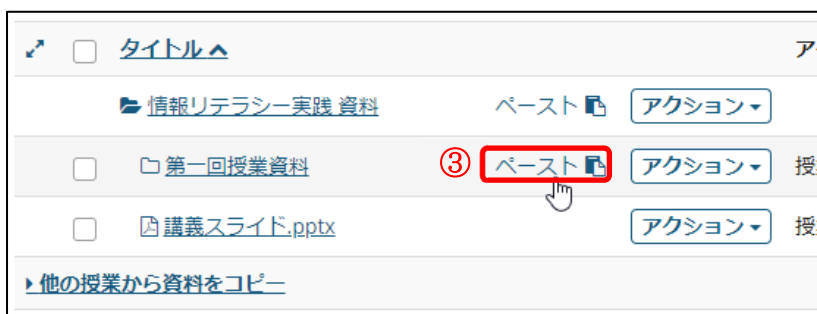 タイトル ア
情報リテラシー実践 資料 ペースト アクション
第一回授業資料 ③ ペースト アクション 授
講義スライド.pptx アクション 授
他の授業から資料をコピー